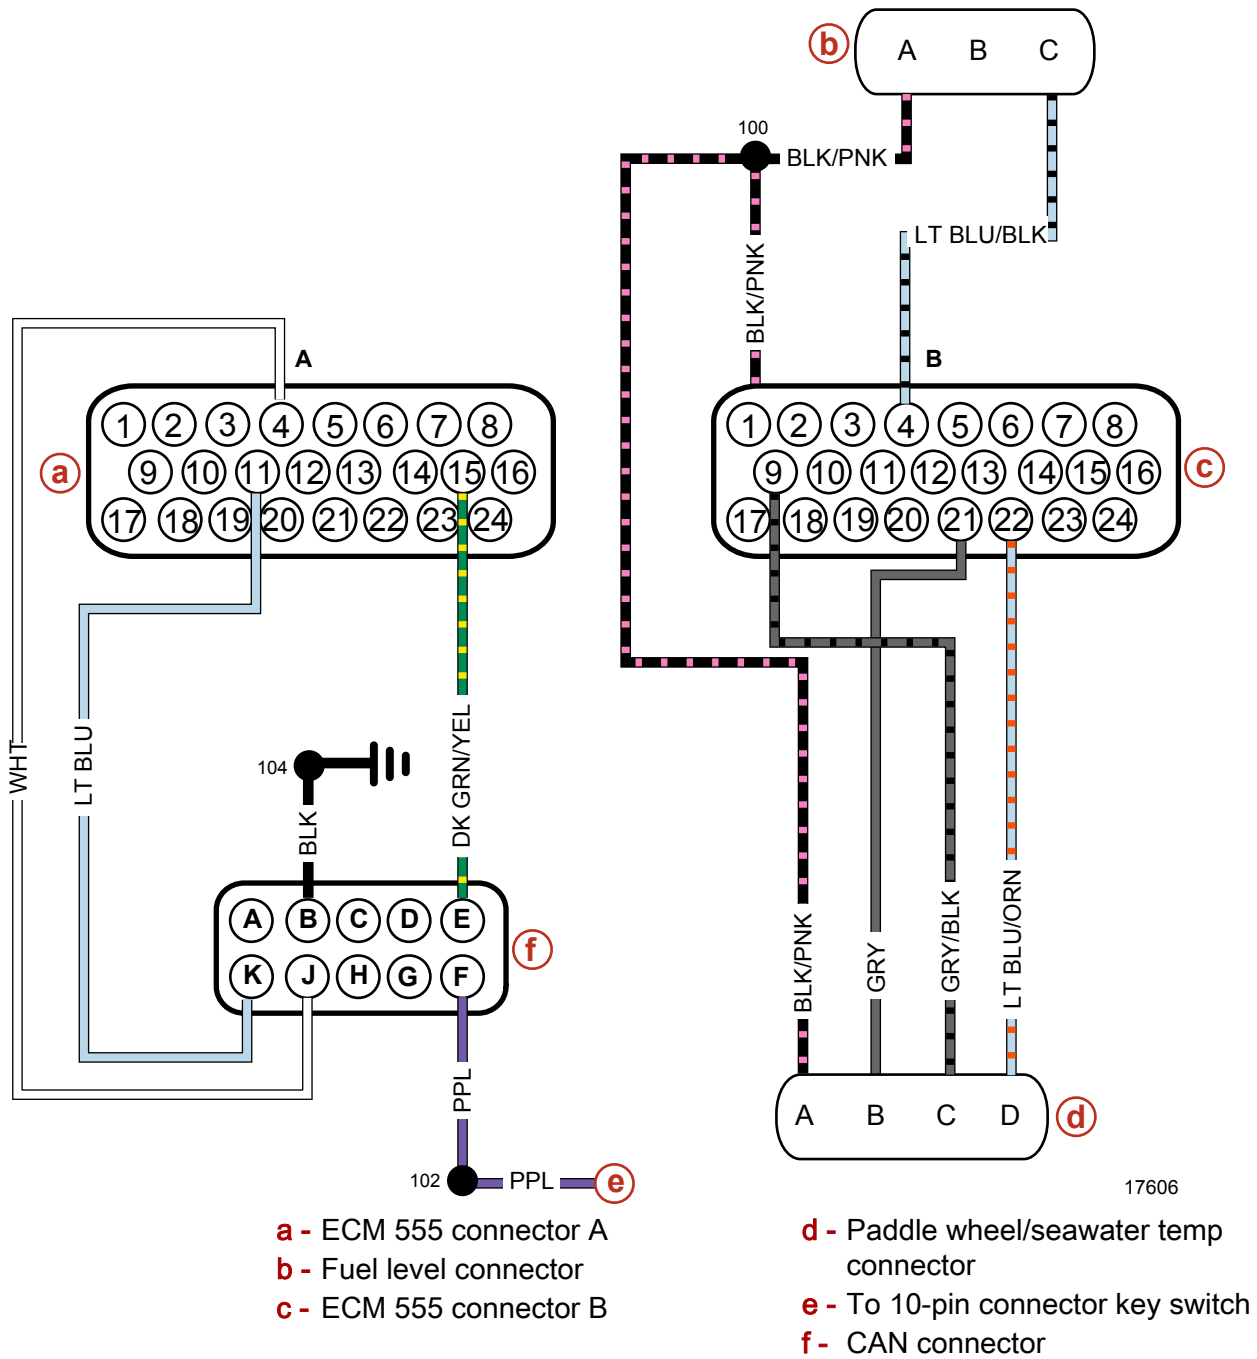 b A B C
100
BLK/PNK
LT BLU/BLK
BLK/PNK
A
B
1 2 3 4 5 6 7 8
9 10 11 12 13 14 15 16
17 18 19 20 21 22 23 24
a
1 2 3 4 5 6 7 8
9 10 11 12 13 14 15 16
17 18 19 20 21 22 23 24
c
WHT
LT BLU
104
BLK
DK GRN/YEL
A B C D E
K J H G F
f
BLK/PNK
GRY
GRY/BLK
LT BLU/ORN
PPL
102
PPL
e
A B C D
d
17606
a - ECM 555 connector A
b - Fuel level connector
c - ECM 555 connector B
d - Paddle wheel/seawater temp
connector
e - To 10-pin connector key switch
f - CAN connector